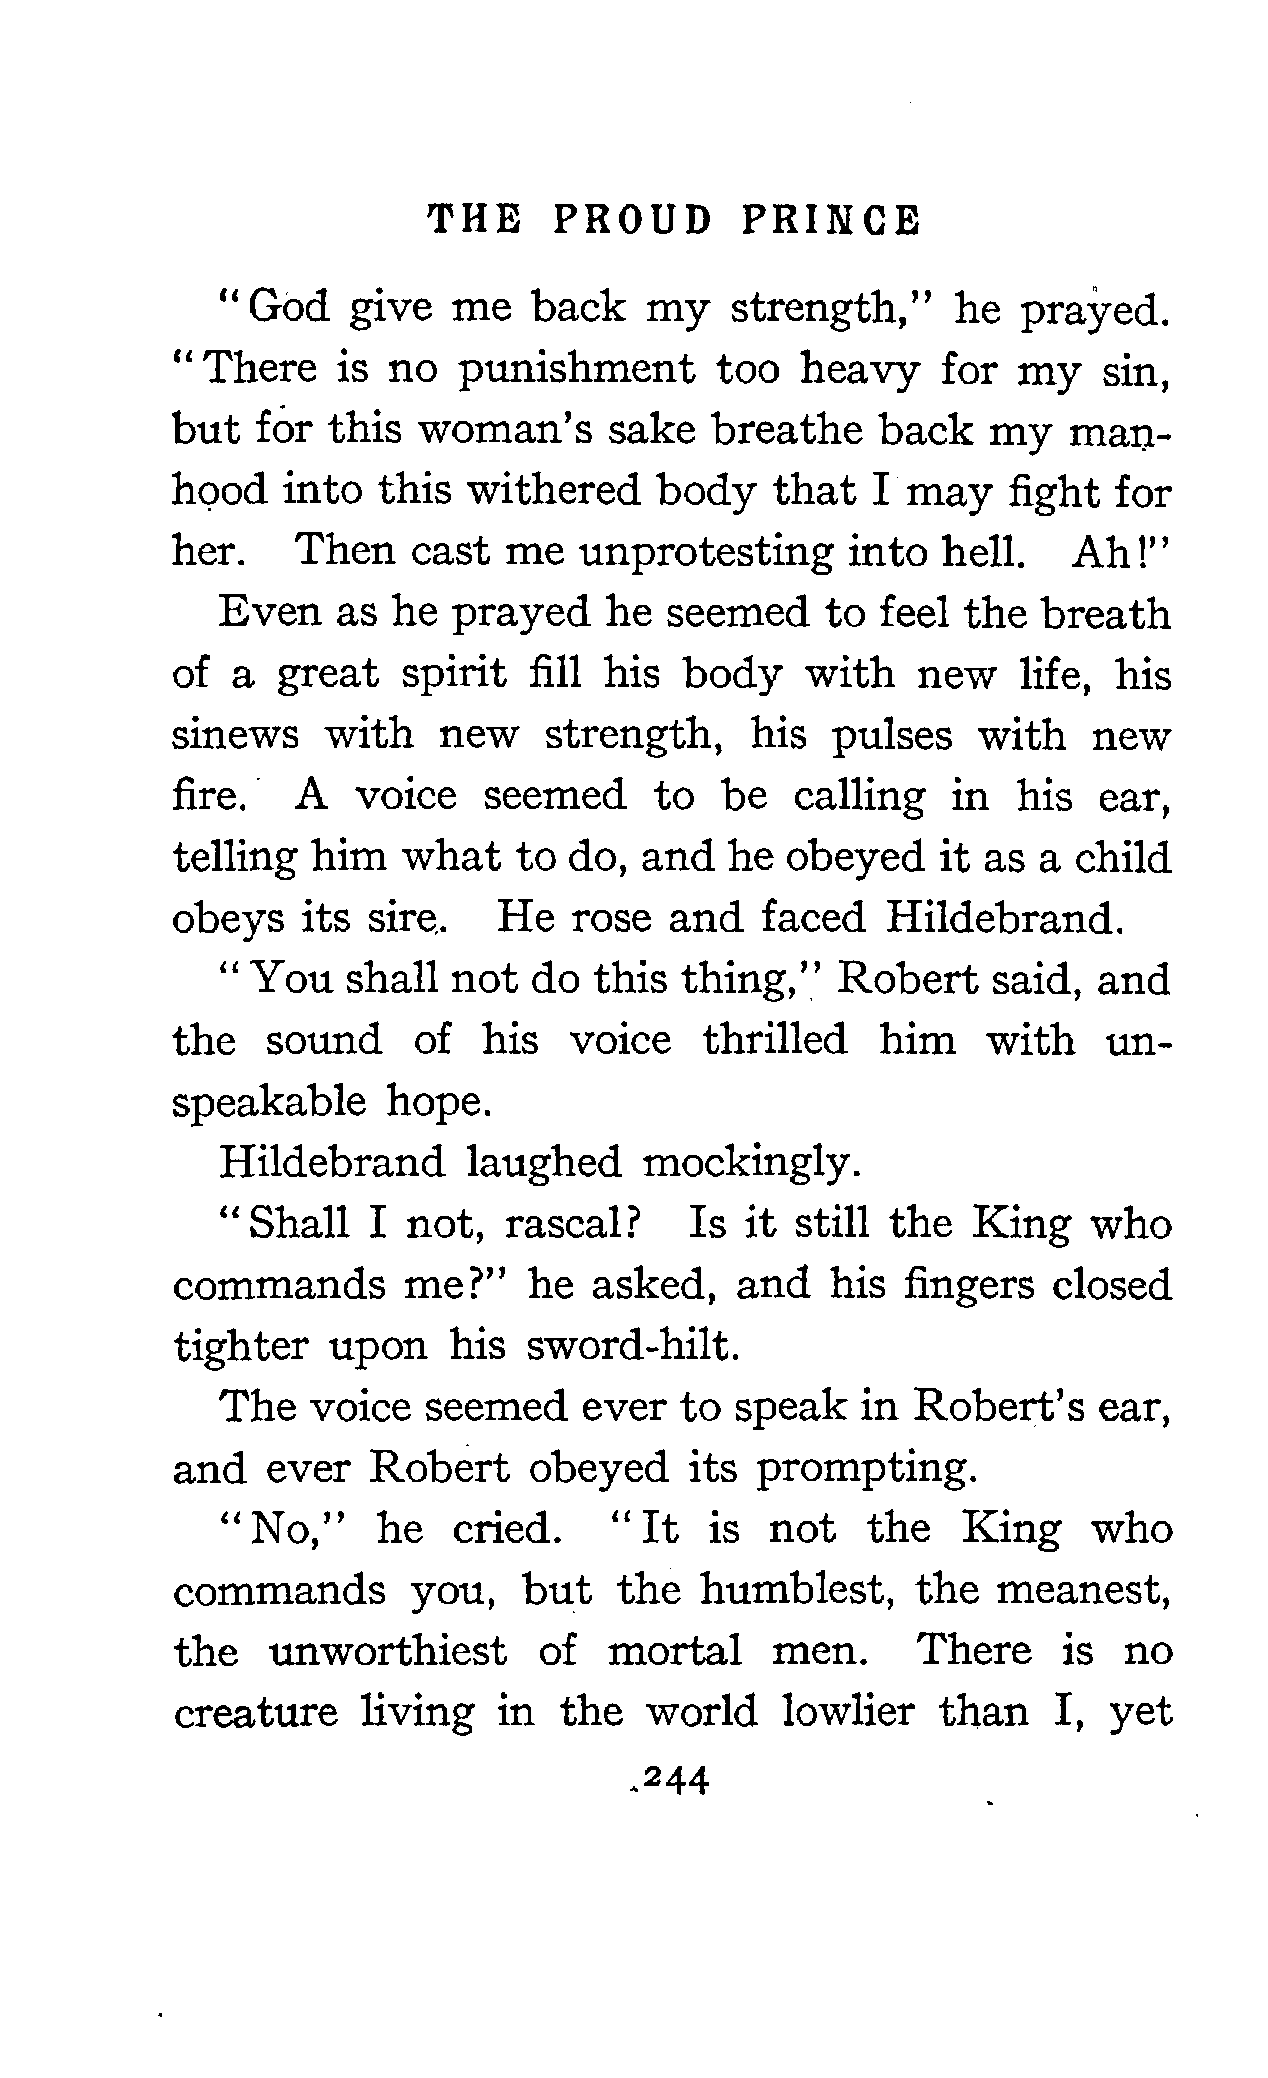 THE PROUD PRINCE
"God give me back my strength," he prayed.
"There is no punishment too heavy for my sin,
but for this woman's sake breathe back my man-
hood into this withered body that I may fight for
her. Then cast me unprotesting into hell. Ah!"
Even as he prayed he seemed to feel the breath
of a great spirit fill his body with new life, his
sinews with new strength, his pulses with new
fire. A voice seemed to be calling in his ear,
telling him what to do, and he obeyed it as a child
obeys its sire. He rose and faced Hildebrand.
"You shall not do this thing," Robert said, and
the sound of his voice thrilled him with un-
speakable hope.
Hildebrand laughed mockingly.
"Shall I not, rascal? Is it still the King who
commands me?" he asked, and his fingers closed
tighter upon his sword-hilt.
The voice seemed ever to speak in Robert's ear,
and ever Robert obeyed its prompting.
"No," he cried. "It is not the King who
commands you, but the humblest, the meanest,
the unworthiest of mortal men. There is no
creature living in the world lowlier than I, yet
244